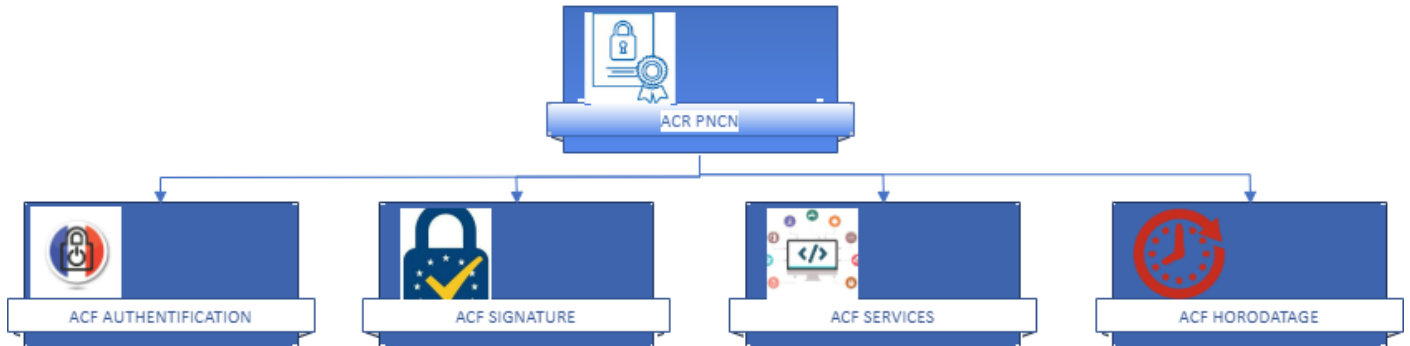 ACR PNCN
ACF AUTHENTIFICATION
ACF SIGNATURE
</>
ACF SERVICES
ACF HORODATAGE